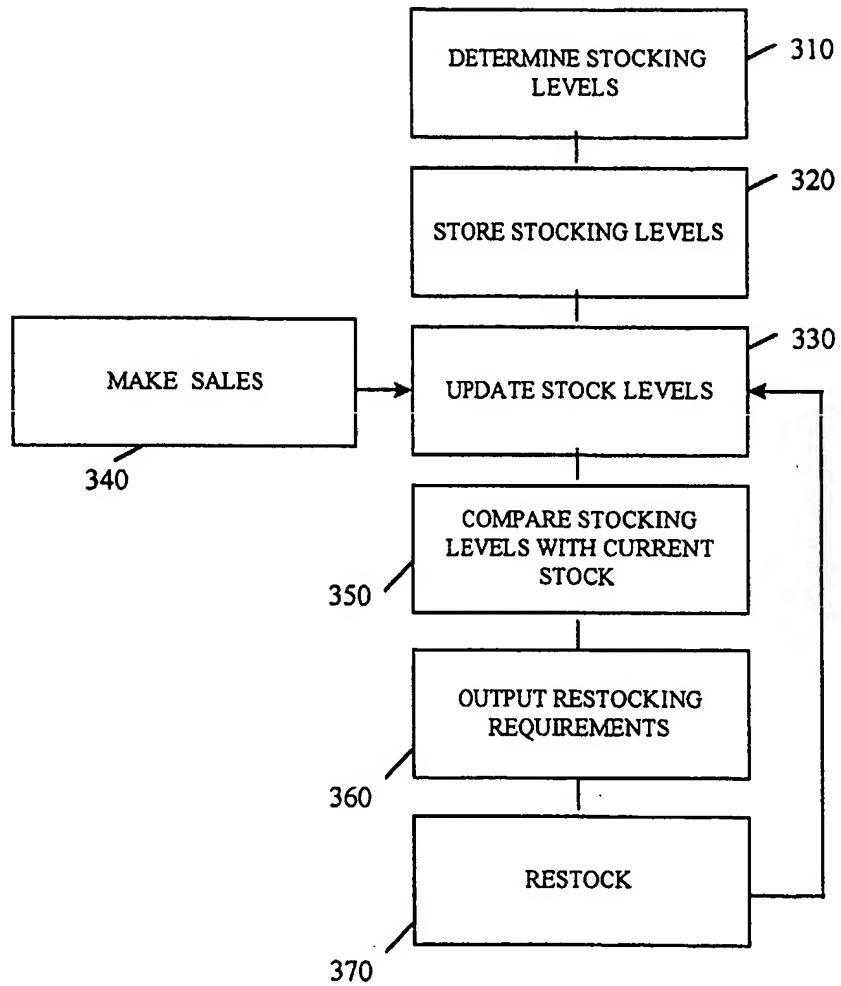 DETERMINE STOCKING
LEVELS
310
STORE STOCKING LEVELS
320
MAKE SALES
340
UPDATE STOCK LEVELS
330
COMPARE STOCKING
LEVELS WITH CURRENT
STOCK
350
OUTPUT RESTOCKING
REQUIREMENTS
360
RESTOCK
370